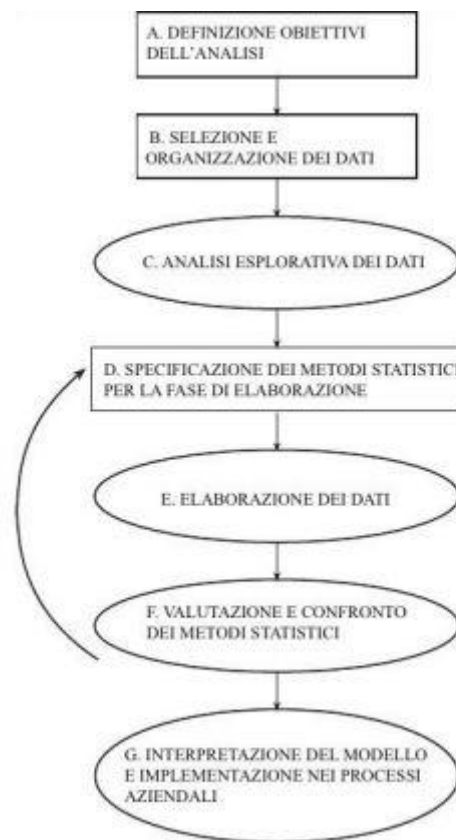 A. DEFINIZIONE OBIETTIVI
DELL'ANALISI
B. SELEZIONE E
ORGANIZZAZIONE DEI DATI
C. ANALISI ESPLORATIVA DEI DATI
D. SPECIFICAZIONE DEI METODI STATISTICI
PER LA FASE DI ELABORAZIONE
E. ELABORAZIONE DEI DATI
F. VALUTAZIONE E CONFRONTO
DEI METODI STATISTICI
G. INTERPRETAZIONE DEL MODELLO
E IMPLEMENTAZIONE NEI PROCESSI
AZIENDALI